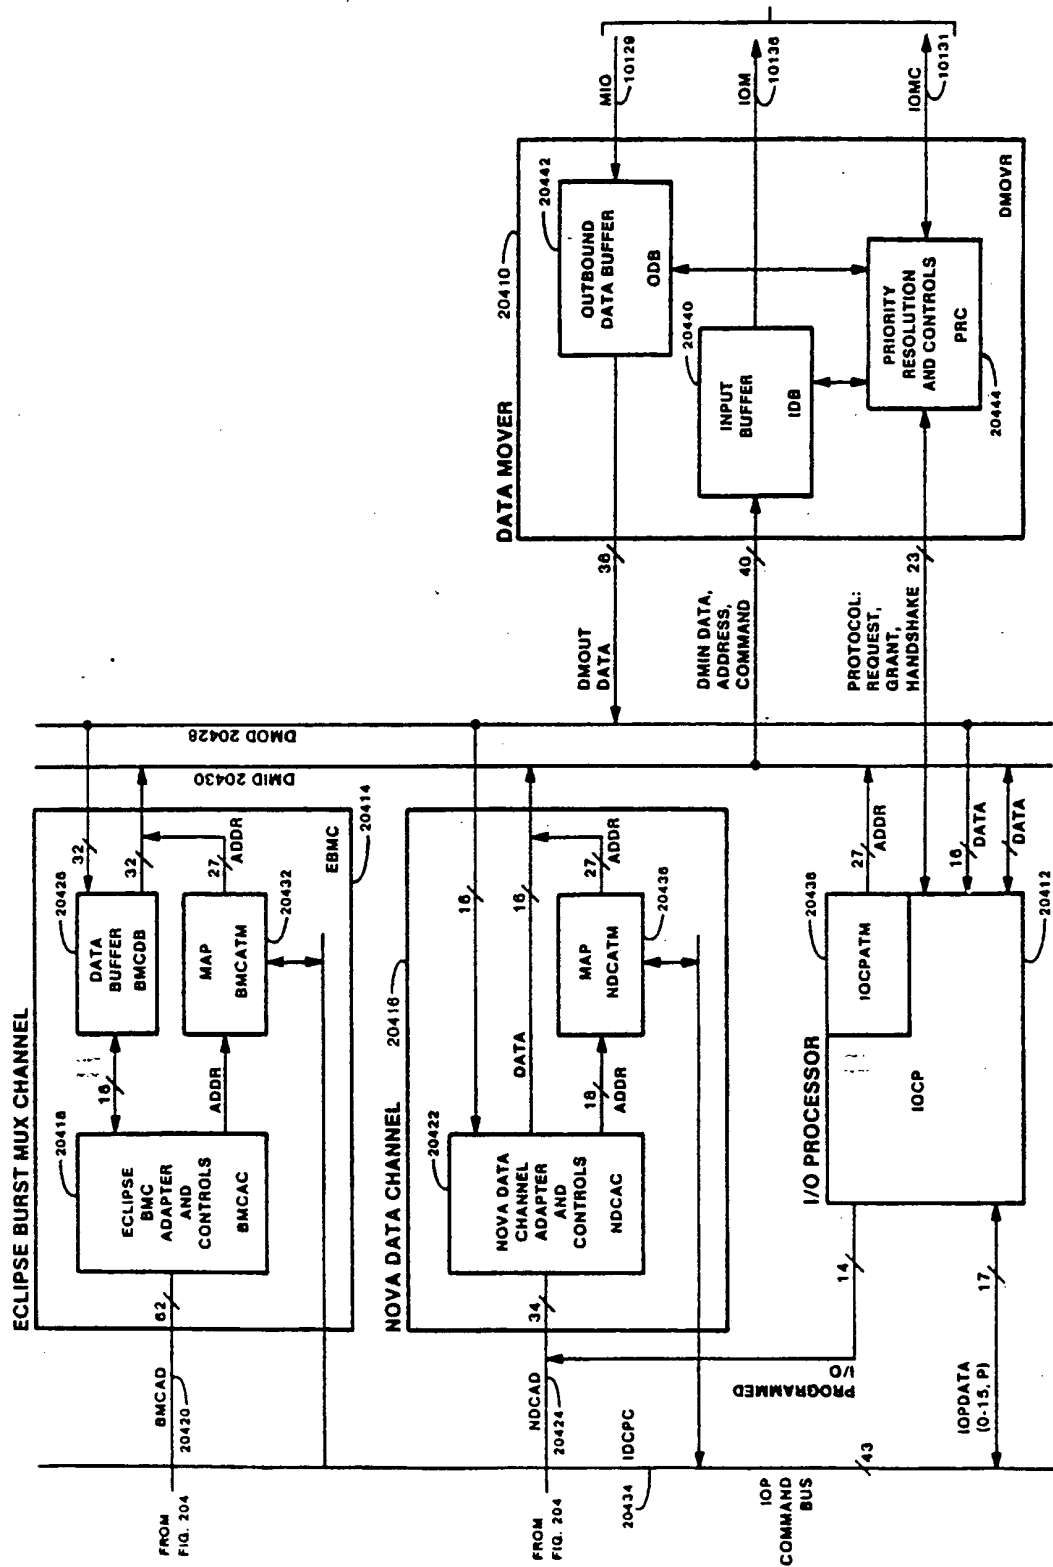 ECLIPSE BURST MUX CHANNEL
FROM
FIG. 204
BMCAD
20420
62
20418
ECLIPSE
BMC
ADAPTER
AND
CONTROLS
BMCAC
16
ADDR
20426
DATA
BUFFER
BMCDB
MAP
BMCATM
20432
32
32
27
ADDR
EBMC
20414
DMID 20430
DMOD 20428
NOVA DATA CHANNEL
20416
FROM
FIG. 204
NDCAD
20424
34
20422
NOVA DATA
CHANNEL
ADAPTER
AND
CONTROLS
NDCAC
16
DATA
16
18
ADDR
MAP
NDCATM
20436
27
ADDR
IDCPC
20434
IOP
COMMAND
BUS
43
PROGRAMMED
I/O
14
I/O PROCESSOR
IOCP
IOCPATM
20438
27
ADDR
16
DATA
DATA
20412
IOPDATA
(0-15, P)
17
DATA MOVER
20410
DMOUT
DATA
36
DMIN DATA,
ADDRESS,
COMMAND
40
PROTOCOL:
REQUEST,
GRANT,
HANDSHAKE
23
OUTBOUND
DATA BUFFER
ODB
20442
20440
INPUT
BUFFER
IDB
PRIORITY
RESOLUTION
AND CONTROLS
PRC
20444
DMOVR
MIO
10129
IOM
10136
IOMC
10131